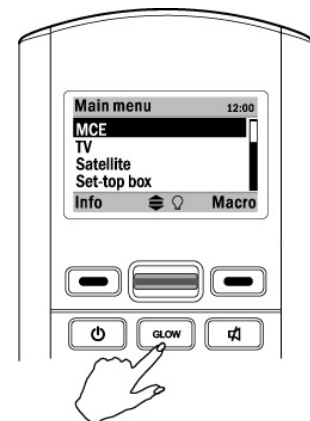 Main menu 12:00
MCE
TV
Satellite
Set-top box
Info Macro
GLOW